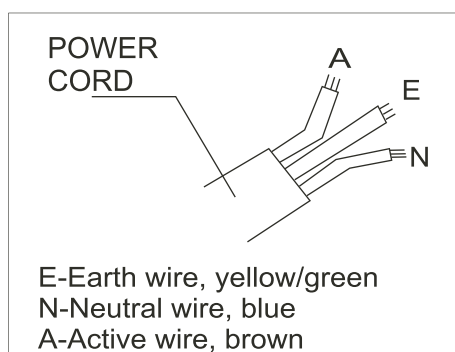 POWER
CORD
A
E
N
E-Earth wire, yellow/green
N-Neutral wire, blue
A-Active wire, brown